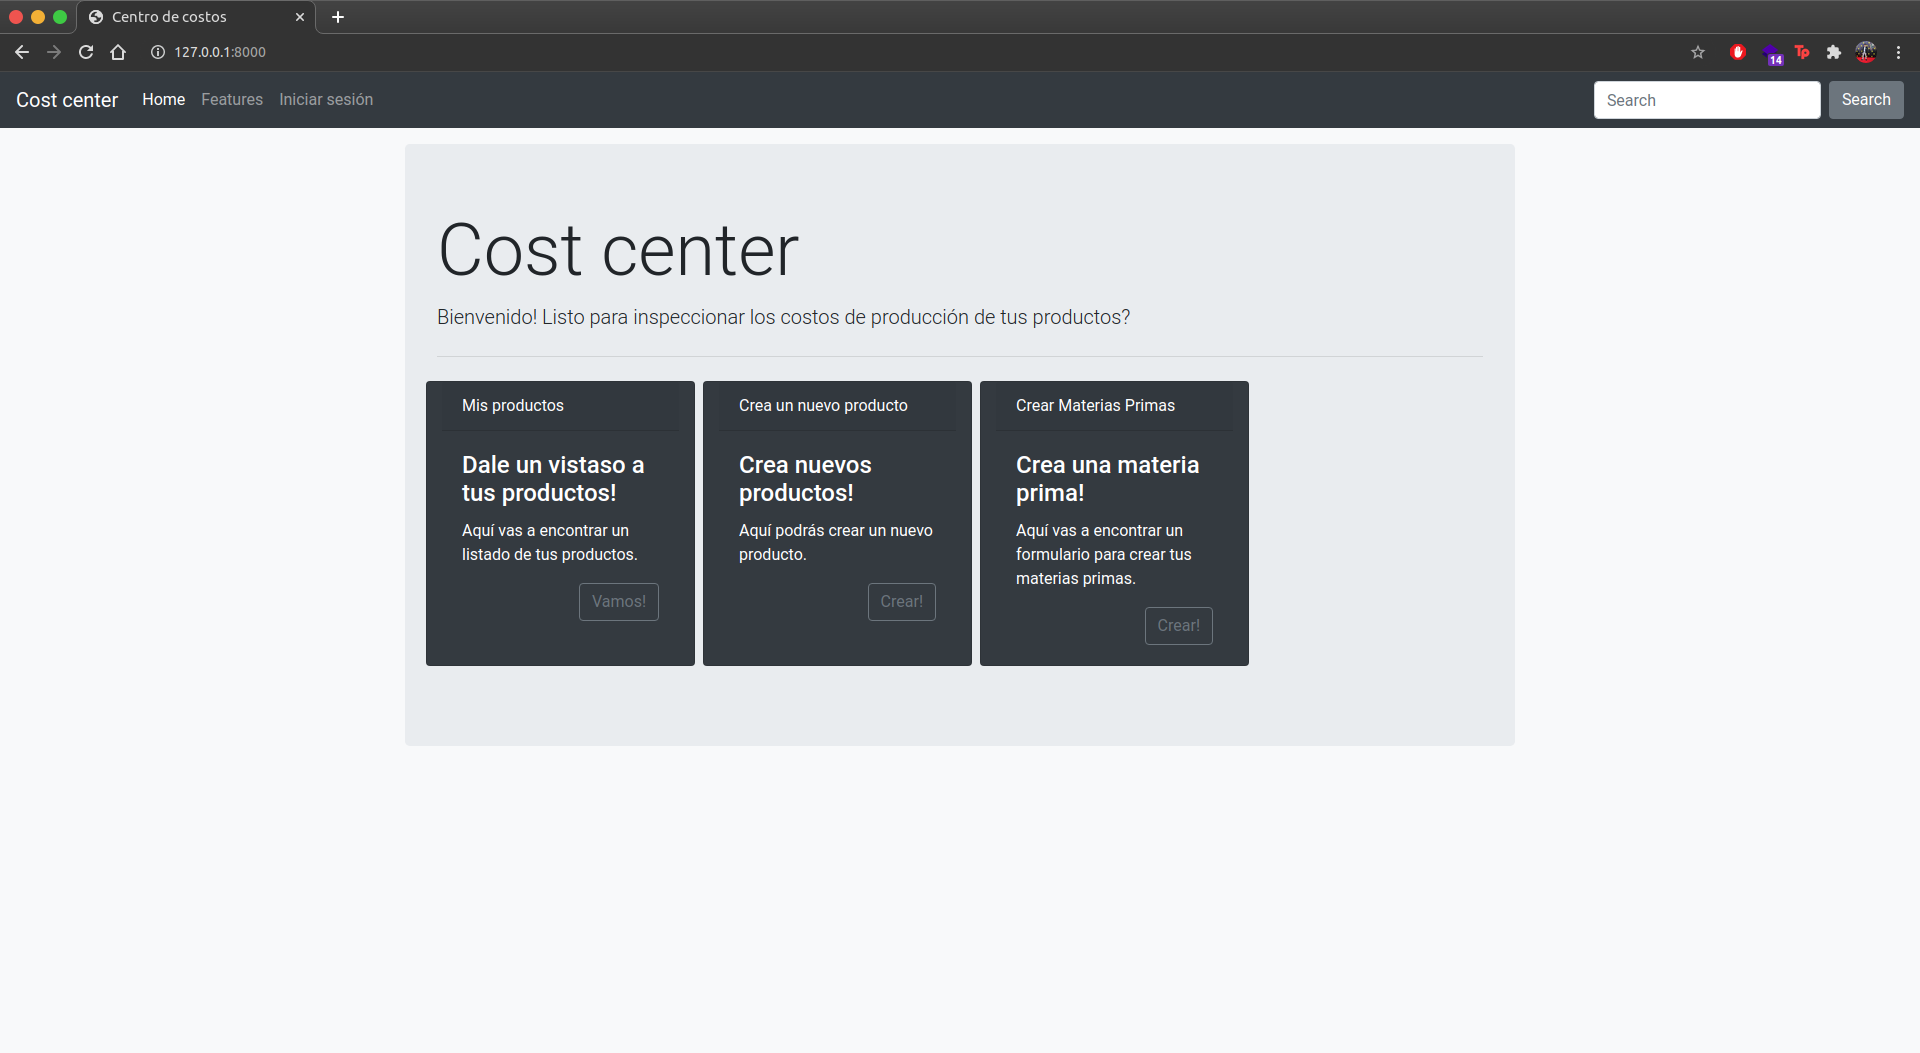 Centro de costos
127.0.0.1:8000
14
Tp
Cost center Home Features Iniciar sesión Search Search
Cost center
Bienvenido! Listo para inspeccionar los costos de producción de tus productos?
Mis productos
Dale un vistaso a
tus productos!
Aquí vas a encontrar un
listado de tus productos.
Vamos!
Crea un nuevo producto
Crea nuevos
productos!
Aquí podrás crear un nuevo
producto.
Crear!
Crear Materias Primas
Crea una materia
prima!
Aquí vas a encontrar un
formulario para crear tus
materias primas.
Crear!